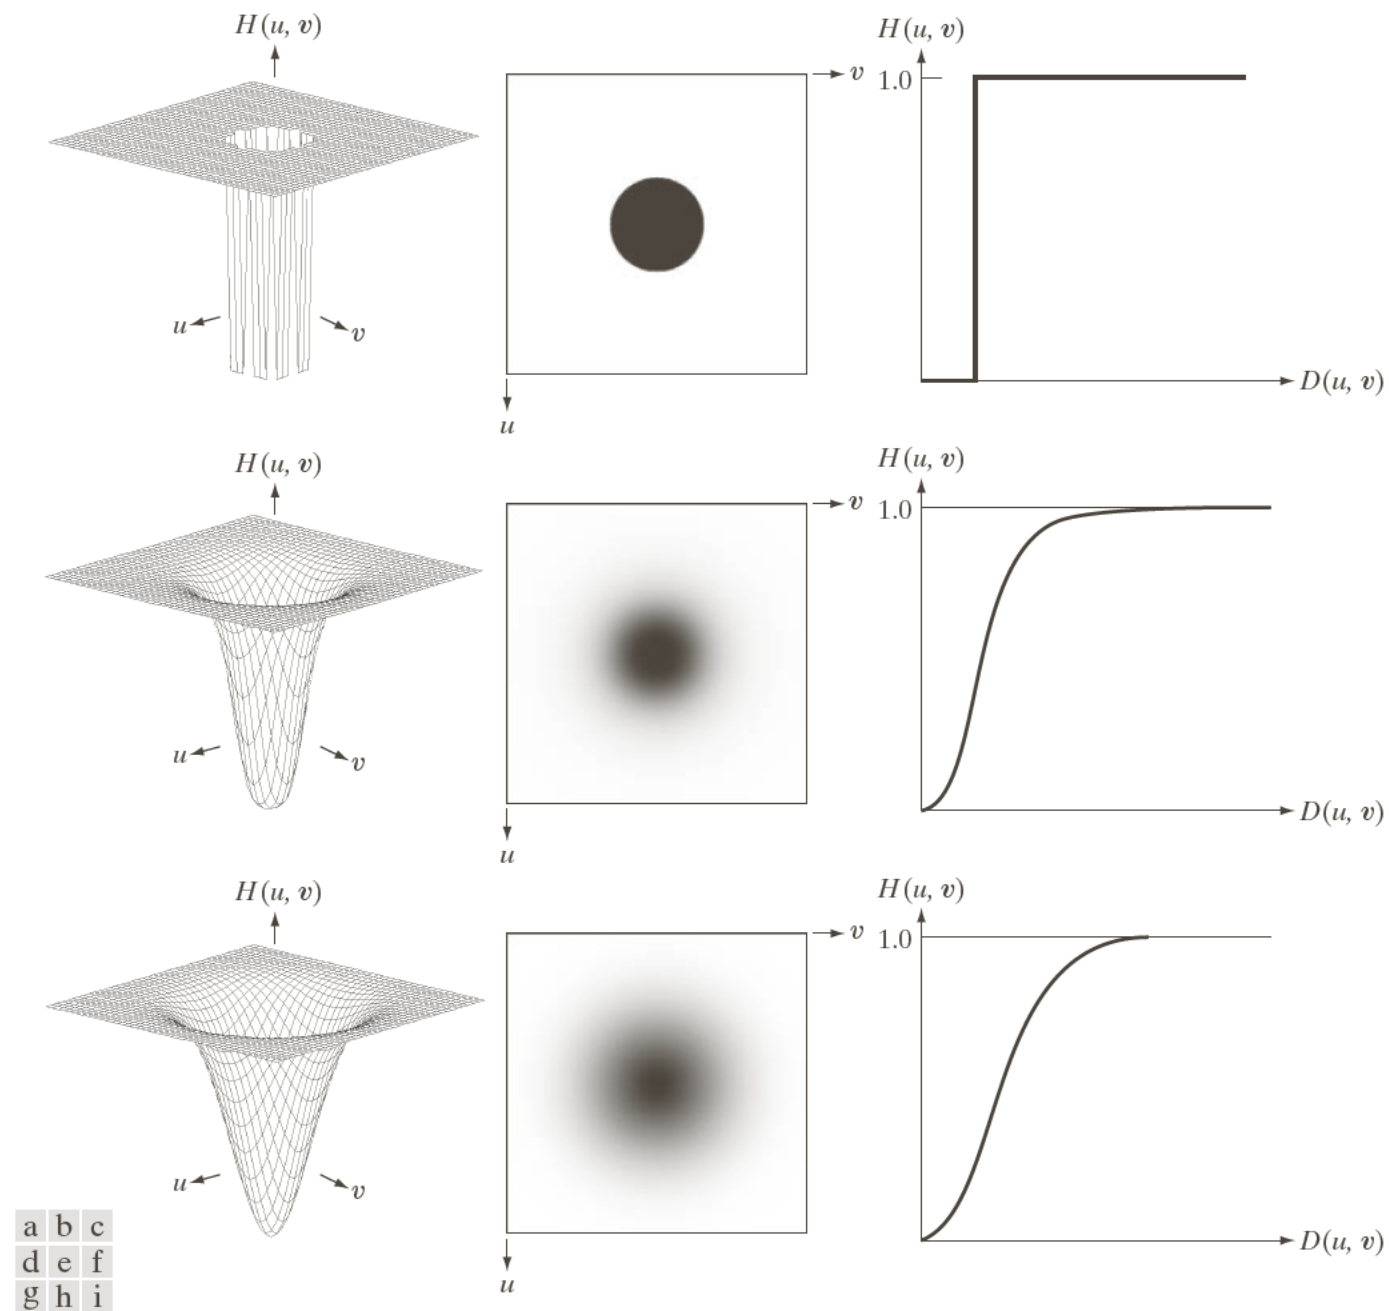 H(u, v)
u
v
v
u
H(u, v)
1.0
D(u, v)
H(u, v)
u
v
v
u
H(u, v)
1.0
D(u, v)
H(u, v)
u
v
v
u
H(u, v)
1.0
D(u, v)
a b c
d e f
g h i